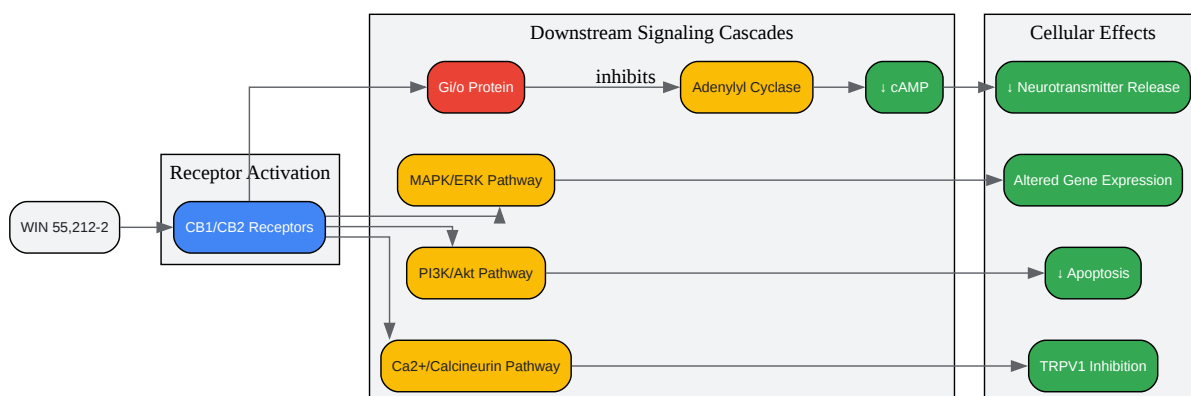 Downstream Signaling Cascades
Cellular Effects
Gi/o Protein
inhibits
Adenylyl Cyclase
↓ cAMP
↓ Neurotransmitter Release
Receptor Activation
MAPK/ERK Pathway
Altered Gene Expression
WIN 55,212-2
CB1/CB2 Receptors
PI3K/Akt Pathway
↓ Apoptosis
Ca2+/Calcineurin Pathway
TRPV1 Inhibition